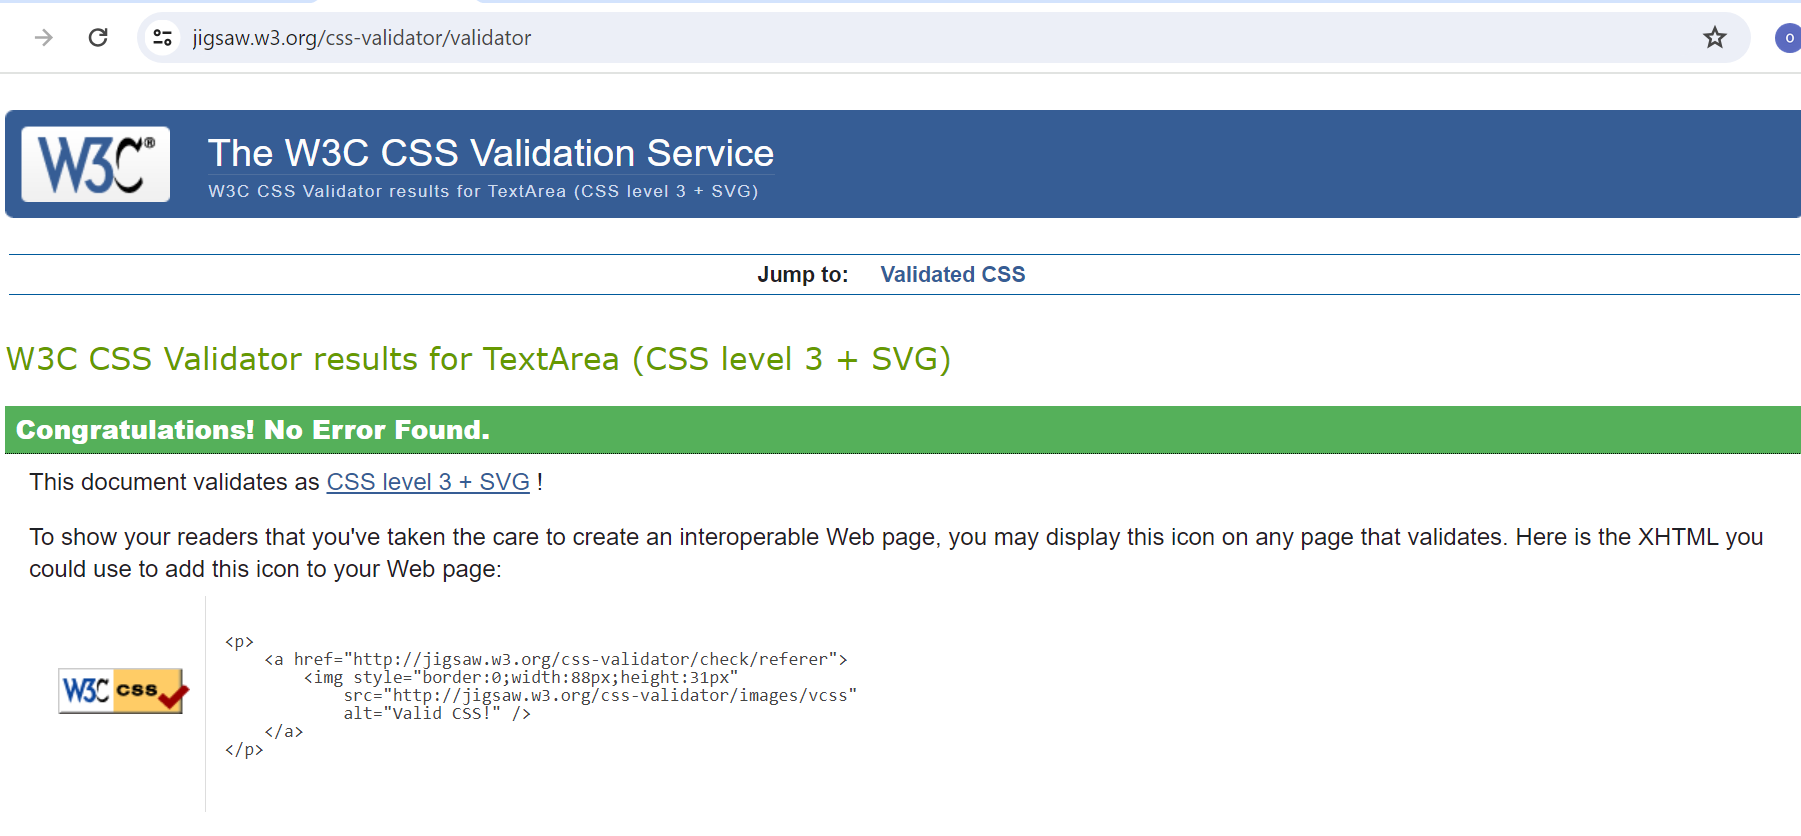 jigsaw.w3.org/css-validator/validator
o
W3C®
The W3C CSS Validation Service
W3C CSS Validator results for TextArea (CSS level 3 + SVG)
Jump to: Validated CSS
W3C CSS Validator results for TextArea (CSS level 3 + SVG)
Congratulations! No Error Found.
This document validates as CSS level 3 + SVG !
To show your readers that you've taken the care to create an interoperable Web page, you may display this icon on any page that validates. Here is the XHTML you
could use to add this icon to your Web page:
W3C css
<p>
    <a href="http://jigsaw.w3.org/css-validator/check/referer">
        <img style="border:0;width:88px;height:31px"
            src="http://jigsaw.w3.org/css-validator/images/vcss"
            alt="Valid CSS!" />
    </a>
</p>